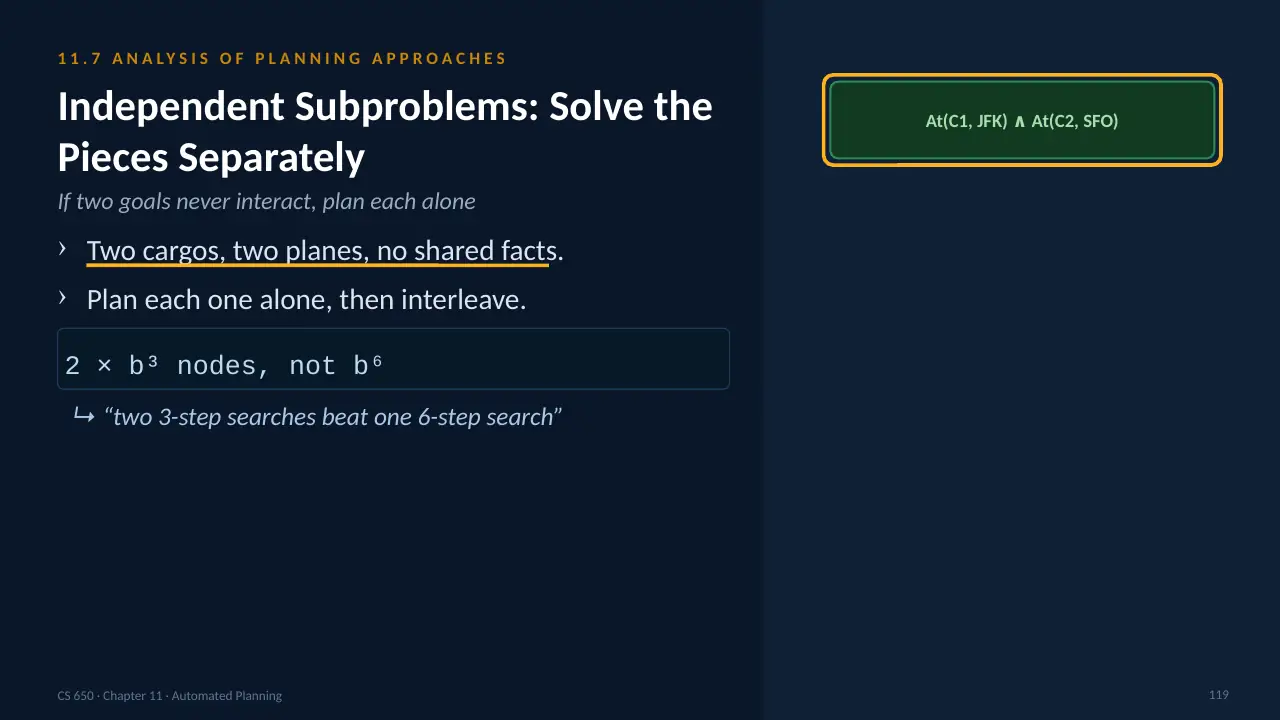 11.7 ANALYSIS OF PLANNING APPROACHES
Independent Subproblems: Solve the
Pieces Separately
If two goals never interact, plan each alone
› Two cargos, two planes, no shared facts.
› Plan each one alone, then interleave.
2 × b³ nodes, not b⁶
↪ “two 3-step searches beat one 6-step search”
At(C1, JFK) ∧ At(C2, SFO)
CS 650 · Chapter 11 · Automated Planning
119